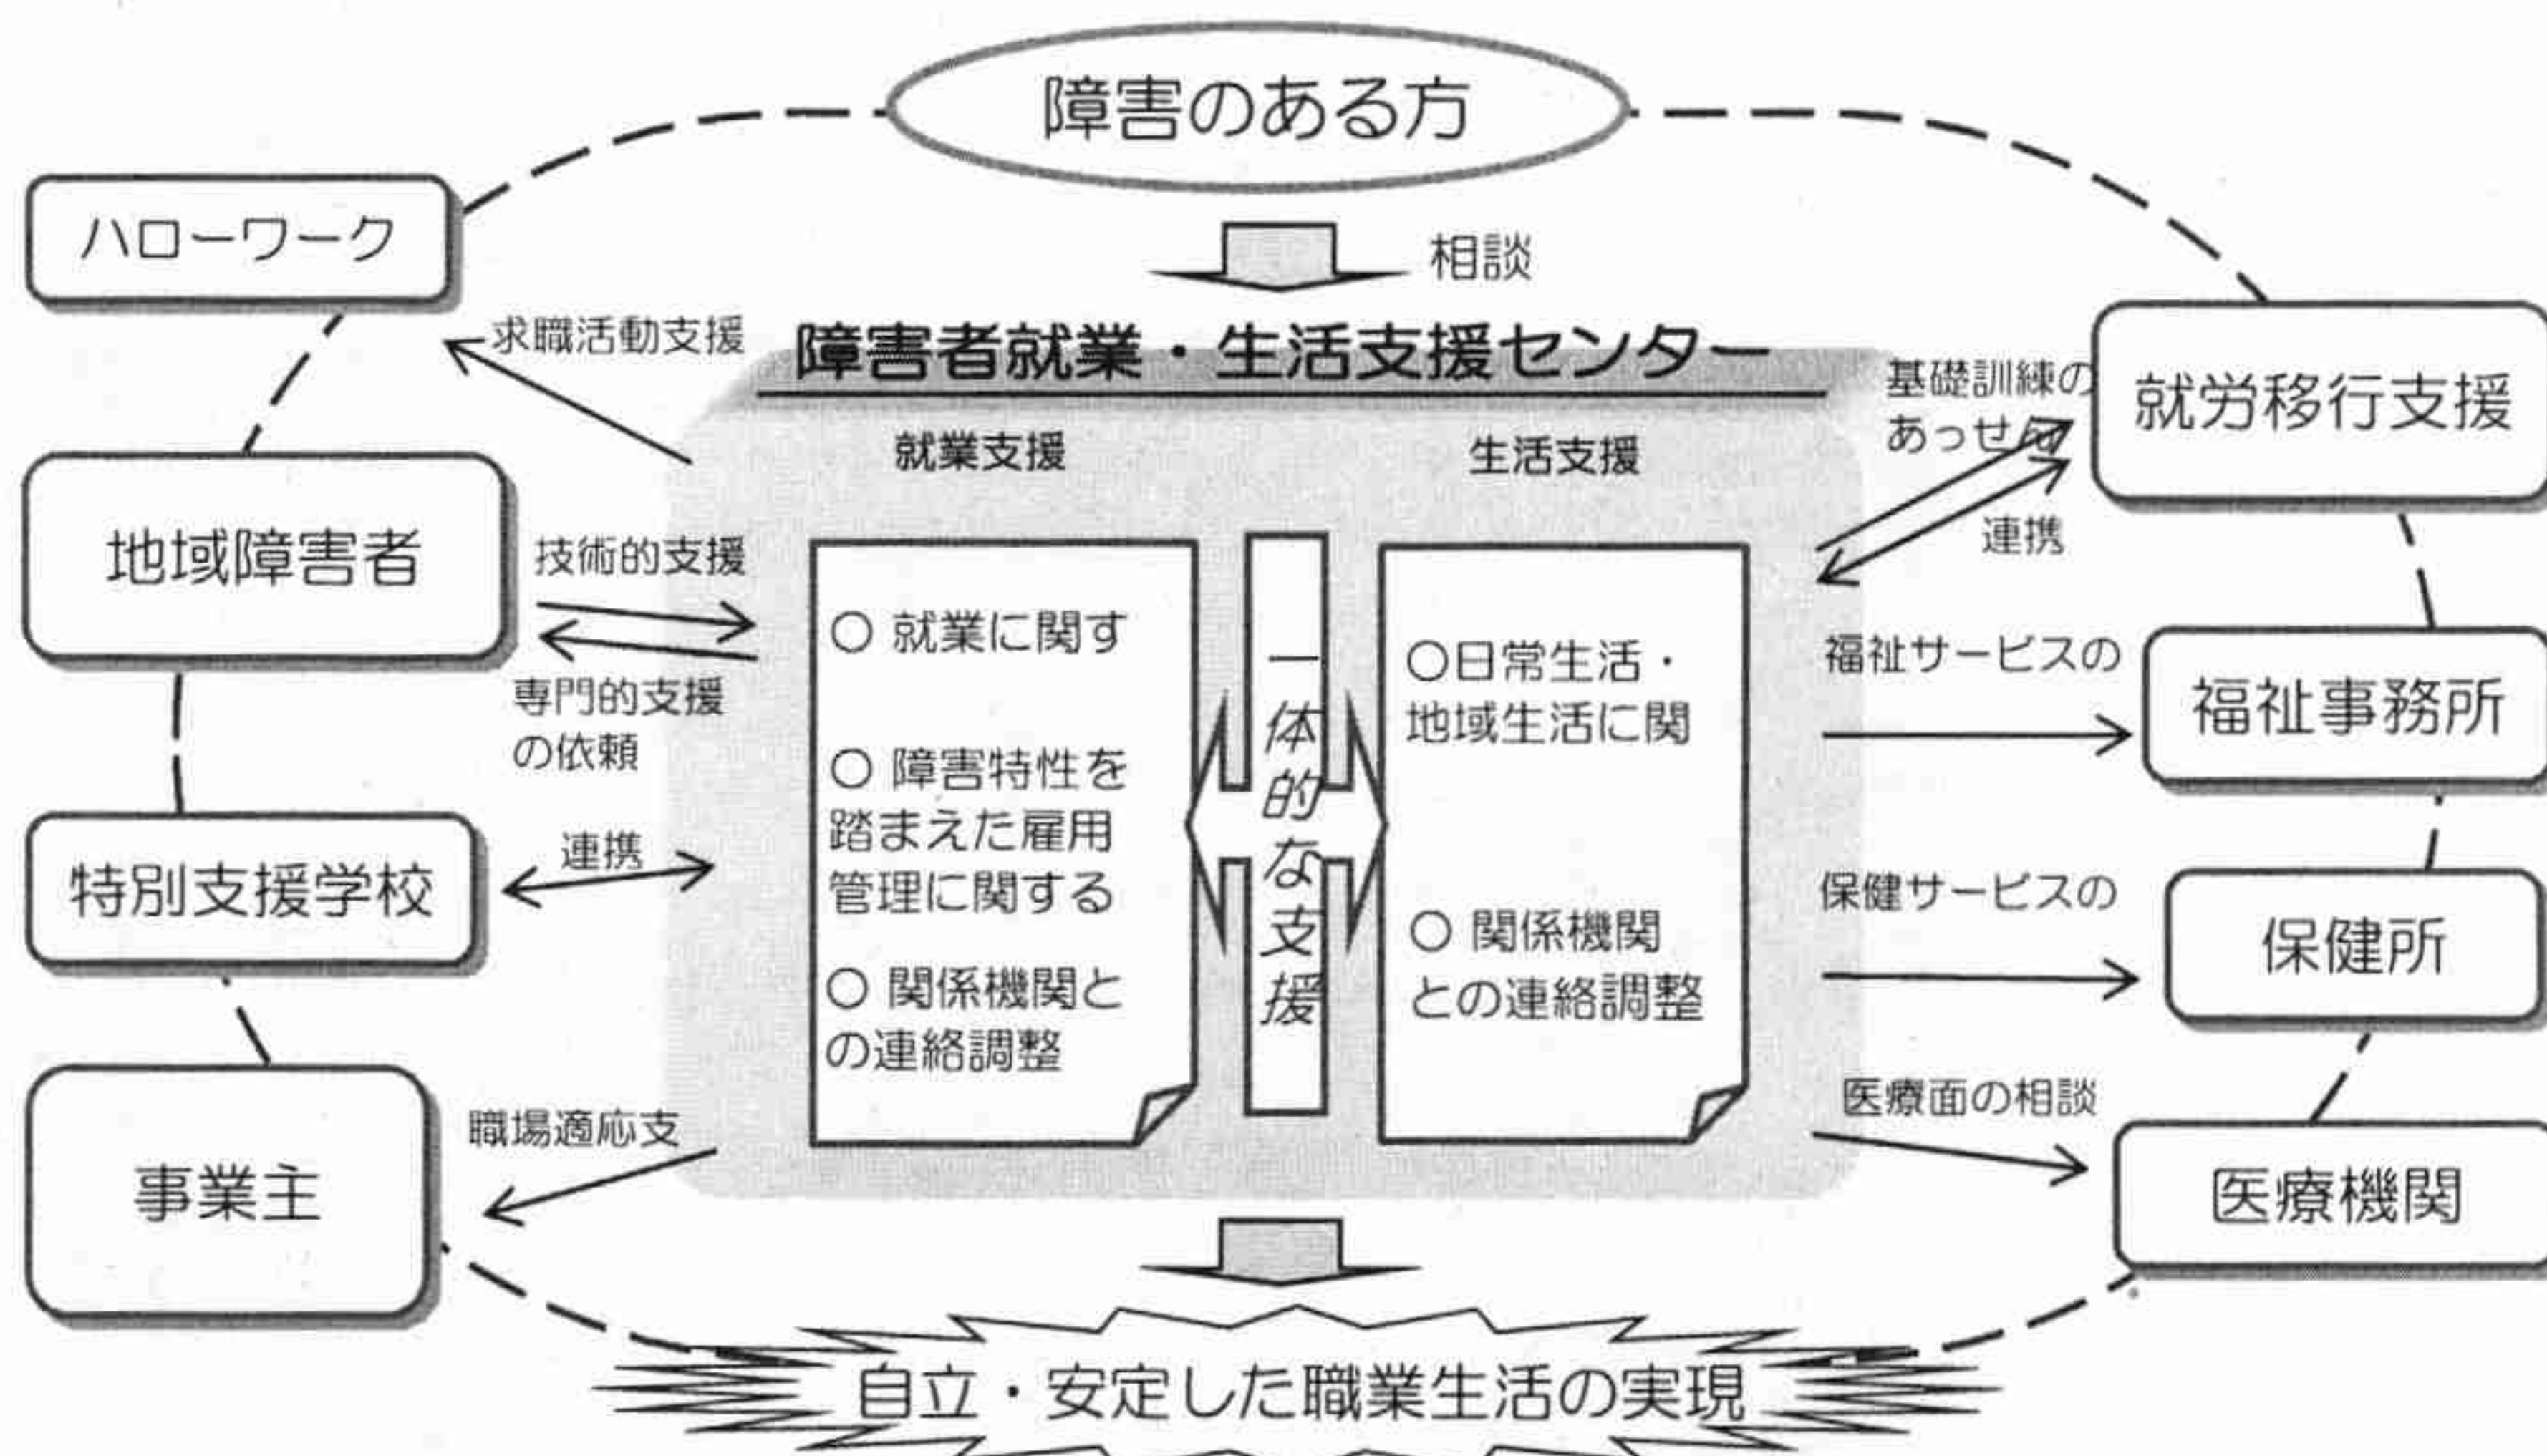 障害のある方
相談
ハローワーク
求職活動支援
地域障害者
技術的支援
専門的支援
の依頼
特別支援学校
連携
事業主
職場適応支
障害者就業・生活支援センター
就業支援
○ 就業に関す
○ 障害特性を
踏まえた雇用
管理に関する
○ 関係機関と
の連絡調整
一体的な支援
生活支援
○日常生活・
地域生活に関
○ 関係機関
との連絡調整
基礎訓練の
あっせん
連携
就労移行支援
福祉サービスの
福祉事務所
保健サービスの
保健所
医療面の相談
医療機関
自立・安定した職業生活の実現